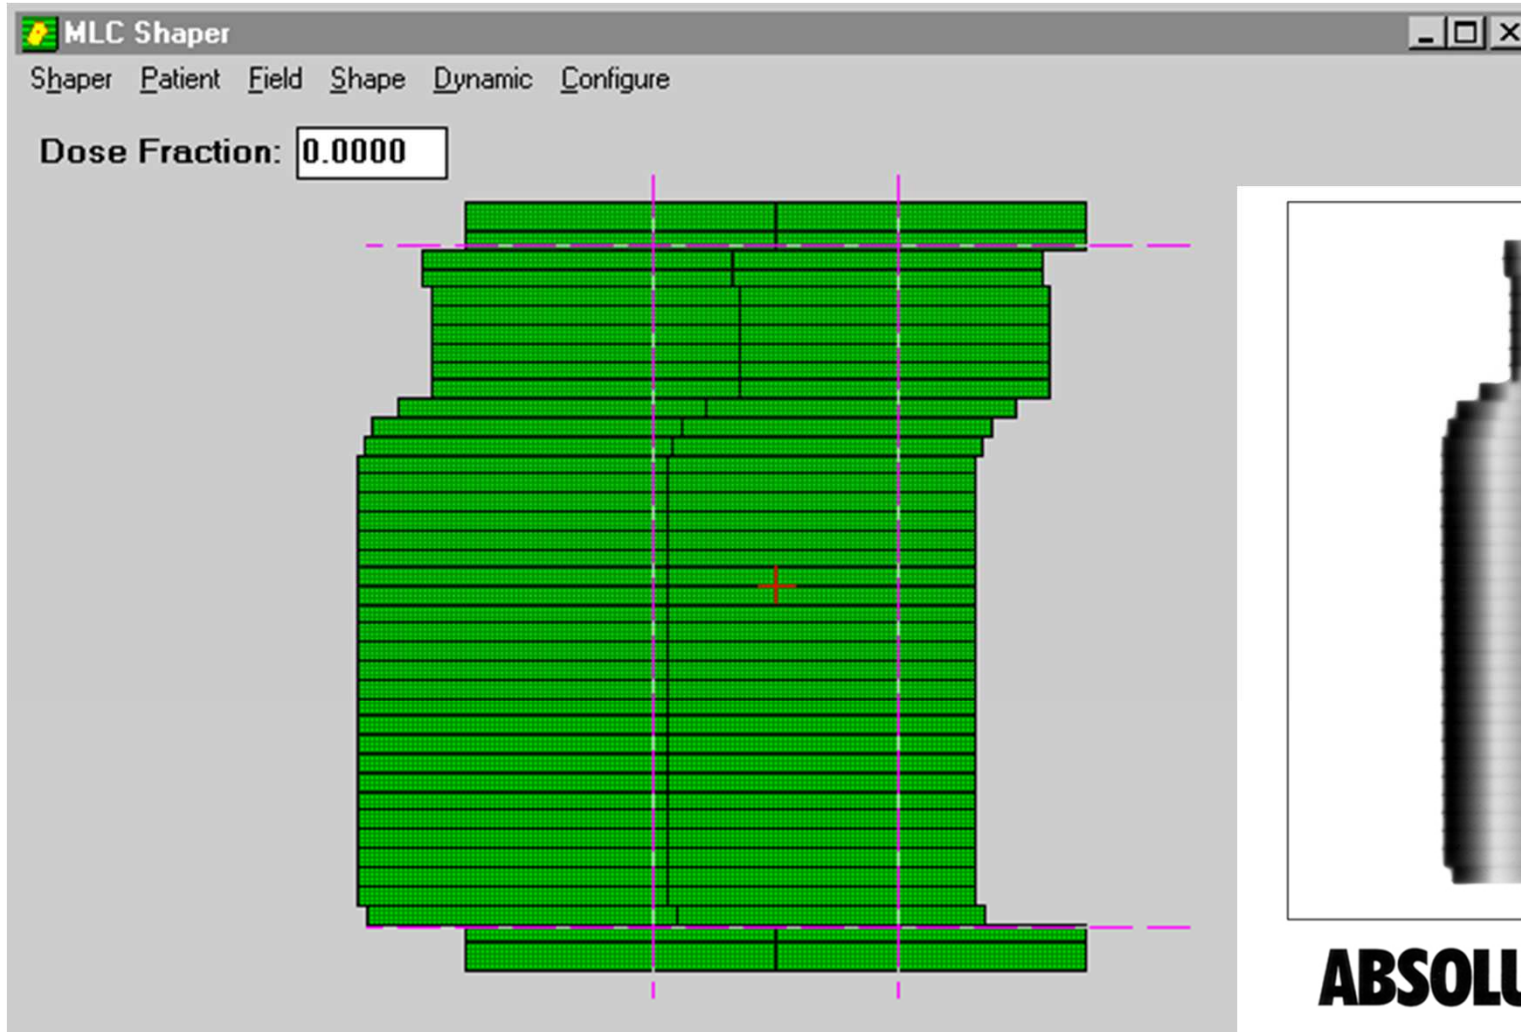 MLC Shaper
Shaper Patient Field Shape Dynamic Configure
Dose Fraction: 0.0000